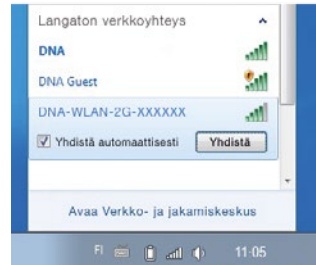 Langaton verkkoyhteys
DNA
DNA Guest
DNA-WLAN-2G-XXXXXX
Yhdistä automaattisesti Yhdistä
Avaa Verkko- ja jakamiskeskus
FI 11:05